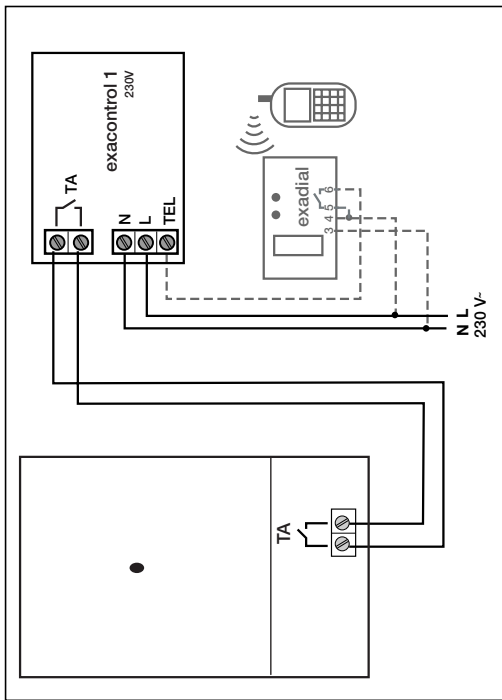 exacontrol 1
230V
TA
N
L
TEL
exadial
3 4 5 6
N L
230 V~
TA